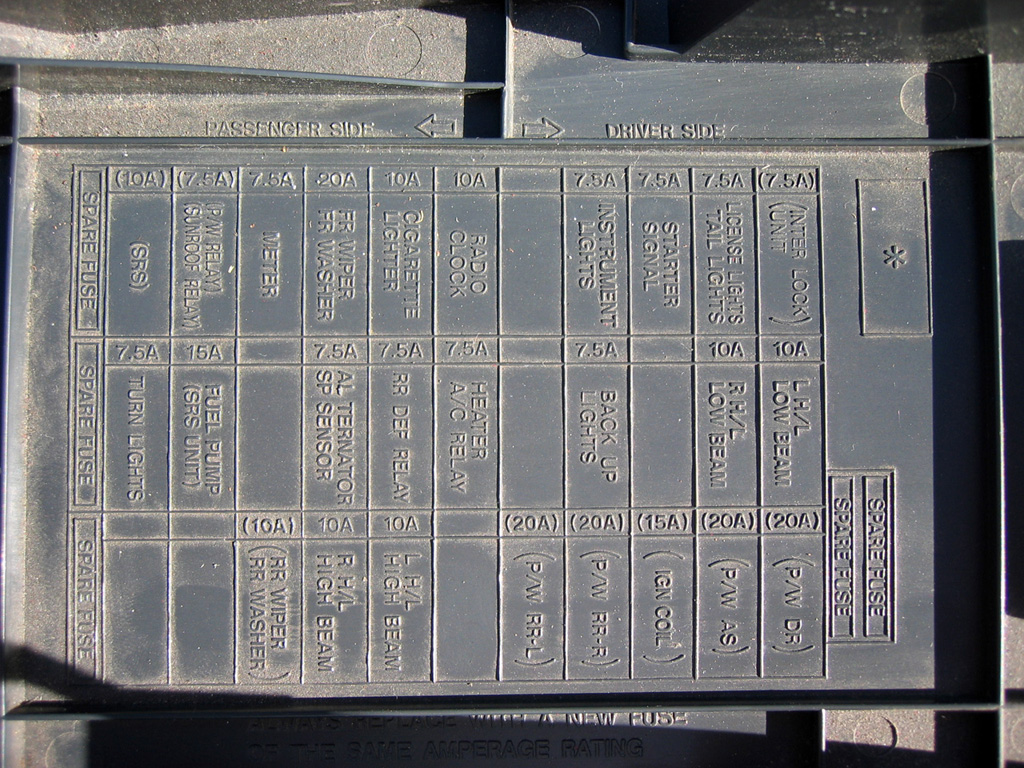 PASSENGER SIDE
DRIVER SIDE
SPARE FUSE
(10A)
(SRS)
(7.5A)
(P/W RELAY)
(SUNROOF RELAY)
7.5A
METER
20A
FR WIPER
FR WASHER
10A
CIGARETTE
LIGHTER
10A
RADIO
CLOCK
7.5A
INSTRUMENT
LIGHTS
7.5A
STARTER
SIGNAL
7.5A
LICENSE LIGHTS
TAIL LIGHTS
(7.5A)
(INTER LOCK)
(UNIT)
*
SPARE FUSE
7.5A
TURN LIGHTS
15A
FUEL PUMP
(SRS UNIT)
7.5A
ALTERNATOR
SP SENSOR
7.5A
RR DEF RELAY
7.5A
HEATER
A/C RELAY
7.5A
BACK UP
LIGHTS
10A
R H/L
LOW BEAM
10A
L H/L
LOW BEAM
SPARE FUSE
SPARE FUSE
SPARE FUSE
(10A)
(RR WIPER)
(RR WASHER)
10A
R H/L
HIGH BEAM
10A
L H/L
HIGH BEAM
(20A)
(P/W RR-L)
(20A)
(P/W RR-R)
(15A)
(IGN COIL)
(20A)
(P/W AS)
(20A)
(P/W DR)
ALWAYS REPLACE WITH A NEW FUSE
OF THE SAME AMPERAGE RATING